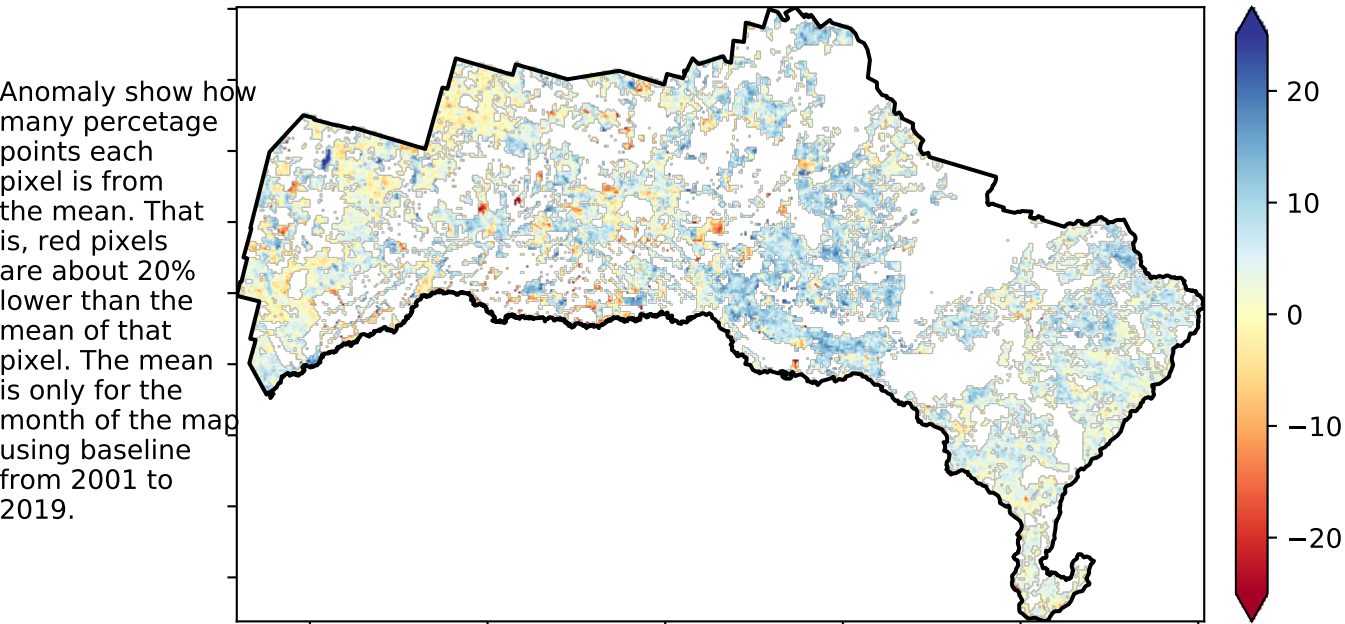 Anomaly show how
many percetage
points each
pixel is from
the mean. That
is, red pixels
are about 20%
lower than the
mean of that
pixel. The mean
is only for the
month of the map
using baseline
from 2001 to
2019.
20
10
0
−10
−20